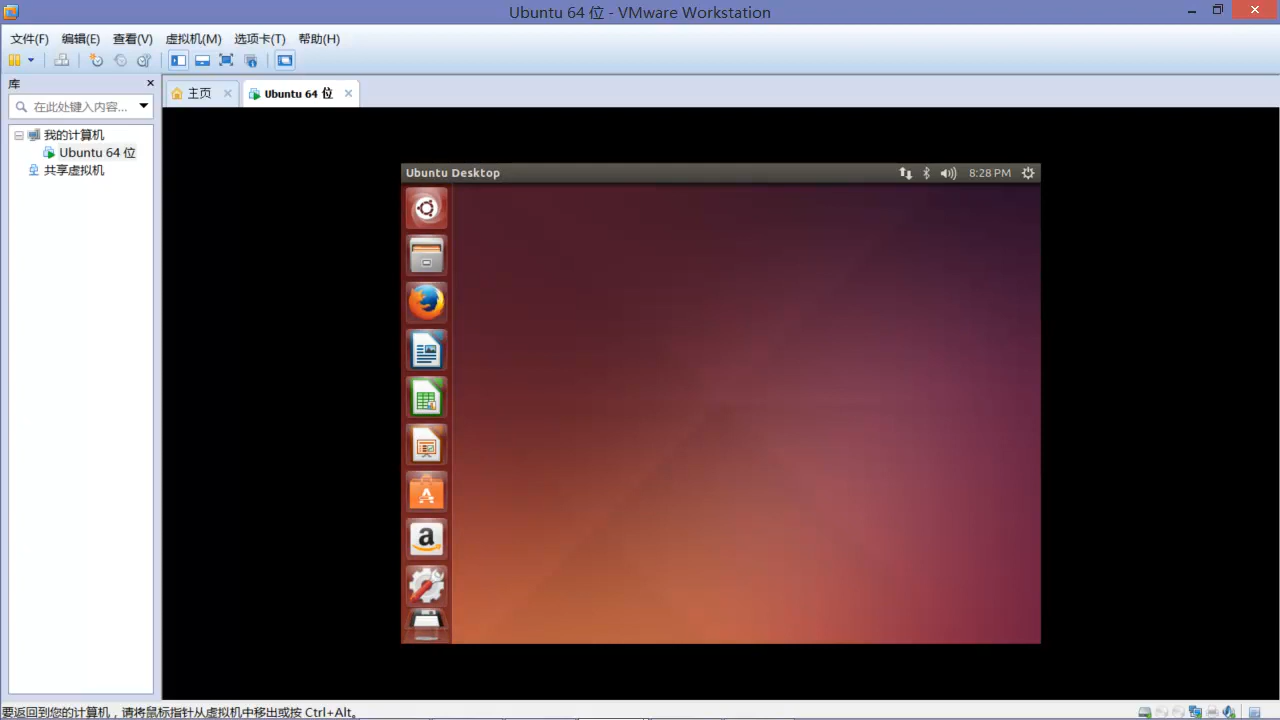 Ubuntu 64 位 - VMware Workstation
文件(F) 编辑(E) 查看(V) 虚拟机(M) 选项卡(T) 帮助(H)
库
在此处键入内容...
我的计算机
Ubuntu 64 位
共享虚拟机
主页
Ubuntu 64 位
Ubuntu Desktop
8:28 PM
a
要返回到您的计算机，请将鼠标指针从虚拟机中移出或按 Ctrl+Alt。